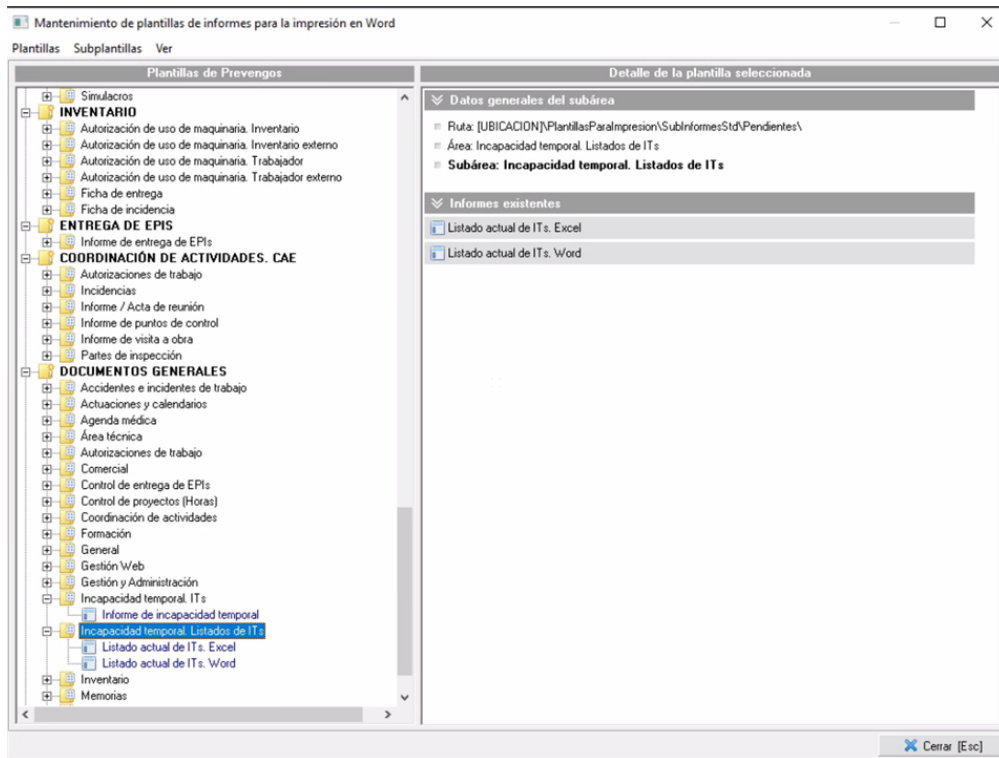 Mantenimiento de plantillas de informes para la impresión en Word
Plantillas Subplantillas Ver
Plantillas de Prevengos
Simulacros
INVENTARIO
Autorización de uso de maquinaria. Inventario
Autorización de uso de maquinaria. Inventario externo
Autorización de uso de maquinaria. Trabajador
Autorización de uso de maquinaria. Trabajador externo
Ficha de entrega
Ficha de incidencia
ENTREGA DE EPIS
Informe de entrega de EPIs
COORDINACIÓN DE ACTIVIDADES. CAE
Autorizaciones de trabajo
Incidencias
Informe / Acta de reunión
Informe de puntos de control
Informe de visita a obra
Partes de inspección
DOCUMENTOS GENERALES
Accidentes e incidentes de trabajo
Actuaciones y calendarios
Agenda médica
Área técnica
Autorizaciones de trabajo
Comercial
Control de entrega de EPIs
Control de proyectos (Horas)
Coordinación de actividades
Formación
General
Gestión Web
Gestión y Administración
Incapacidad temporal. ITs
Informe de incapacidad temporal
Incapacidad temporal. Listados de ITs
Listado actual de ITs. Excel
Listado actual de ITs. Word
Inventario
Memorias
Detalle de la plantilla seleccionada
Datos generales del subárea
Ruta: [UBICACION]\PlantillasParaImpresion\SubInformesStd\Pendientes\
Área: Incapacidad temporal. Listados de ITs
Subárea: Incapacidad temporal. Listados de ITs
Informes existentes
Listado actual de ITs. Excel
Listado actual de ITs. Word
Cerrar [Esc]